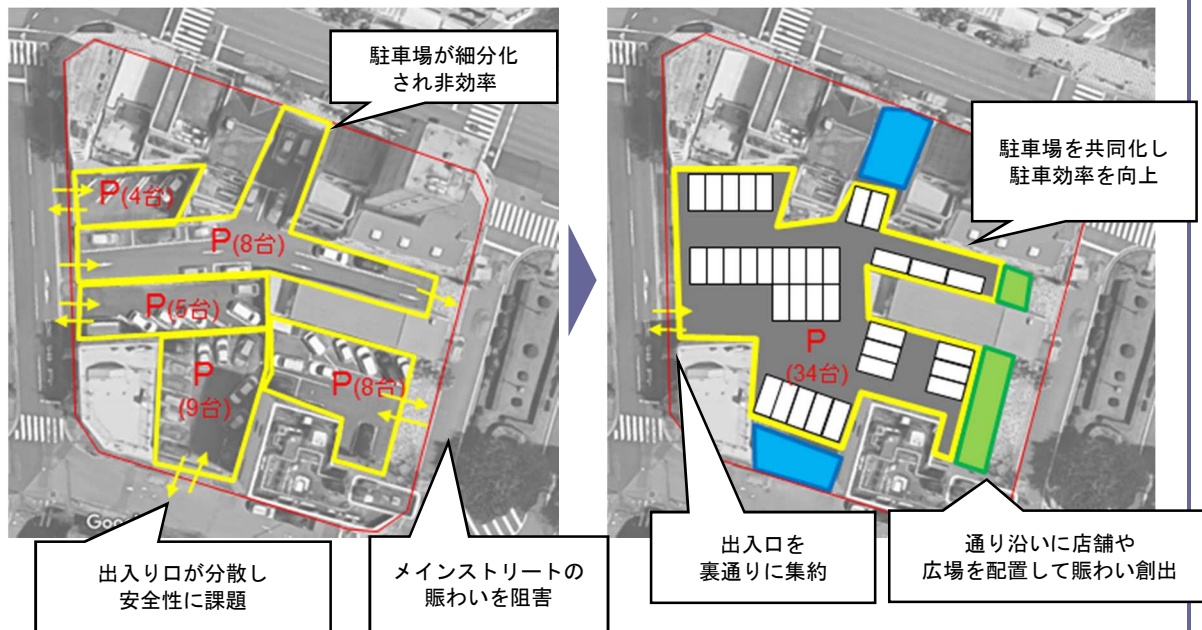 駐車場が細分化
され非効率
P(4台)
P(8台)
P(5台)
P
(9台)
P(8台)
出入り口が分散し
安全性に課題
メインストリートの
賑わいを阻害
駐車場を共同化し
駐車効率を向上
P
(34台)
出入口を
裏通りに集約
通り沿いに店舗や
広場を配置して賑わい創出